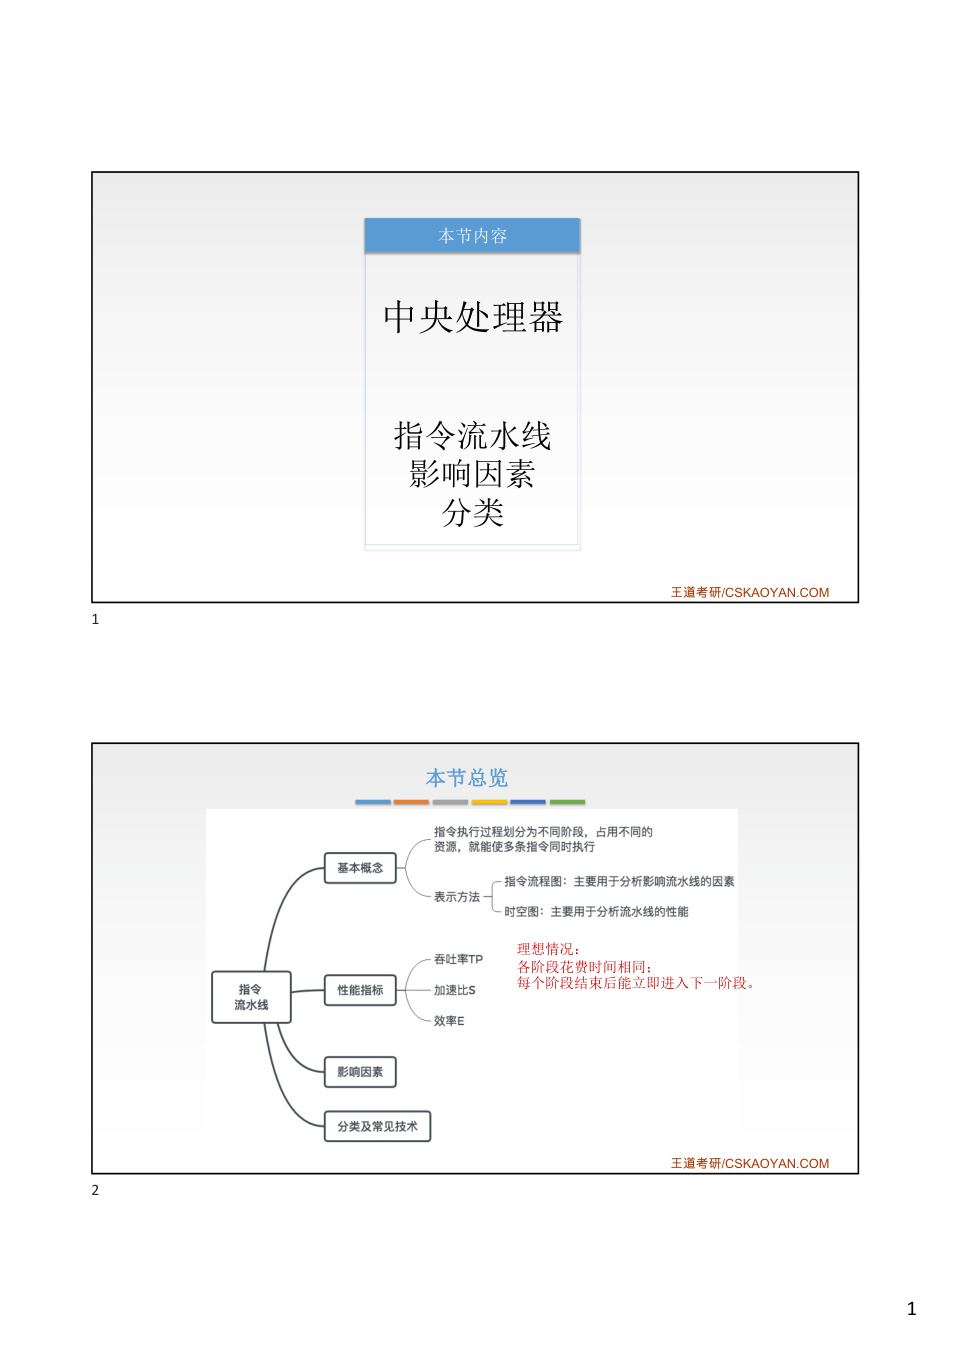 本节内容
中央处理器
指令流水线
影响因素
分类
王道考研/CSKAOYAN.COM
1
本节总览
指令执行过程划分为不同阶段，占用不同的
资源，就能使多条指令同时执行
基本概念
指令流程图：主要用于分析影响流水线的因素
表示方法
时空图：主要用于分析流水线的性能
理想情况：
各阶段花费时间相同；
每个阶段结束后能立即进入下一阶段。
吞吐率TP
指令
流水线
性能指标
加速比S
效率E
影响因素
分类及常见技术
王道考研/CSKAOYAN.COM
2
1